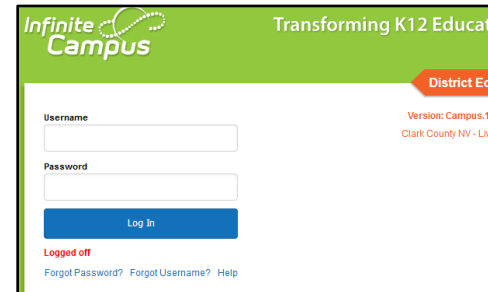 Infinite Campus
Transforming K12 Educat
District Ed
Version: Campus.1
Clark County NV - Liv
Username
Password
Log In
Logged off
Forgot Password? Forgot Username? Help